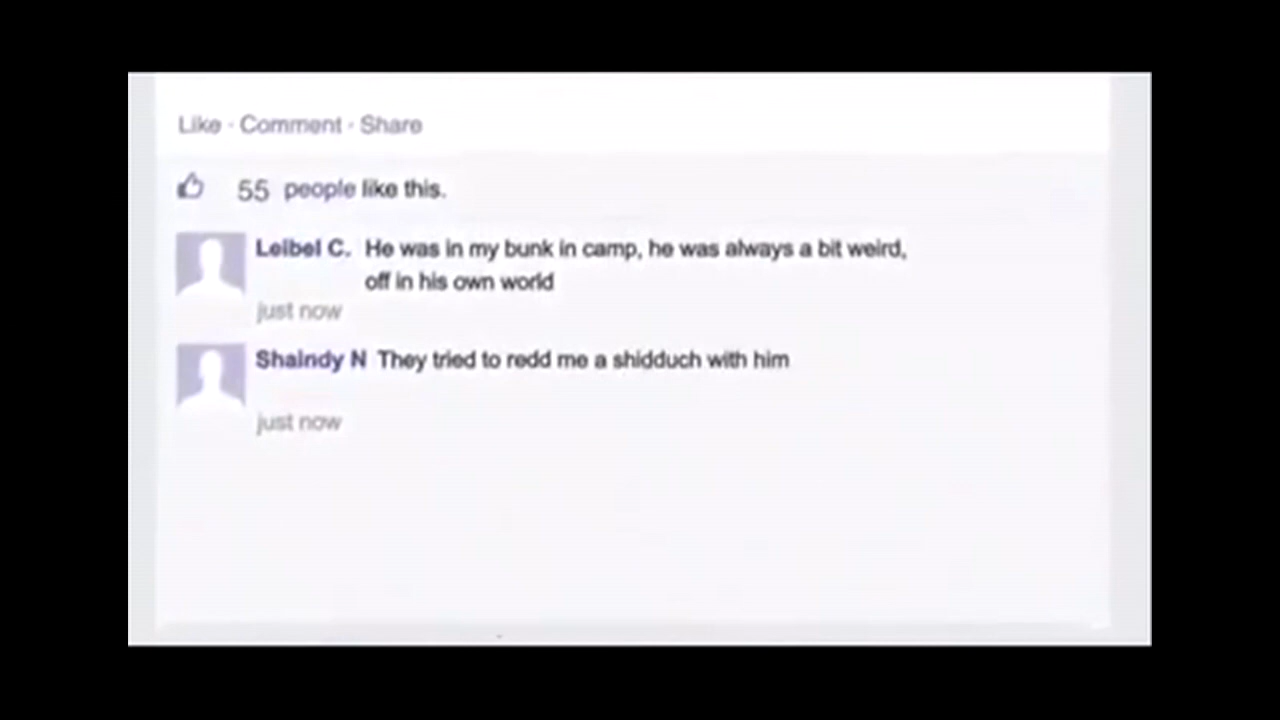 Like · Comment · Share
55 people like this.
Leibel C. He was in my bunk in camp, he was always a bit weird,
off in his own world
just now
Shaindy N They tried to redd me a shidduch with him
just now